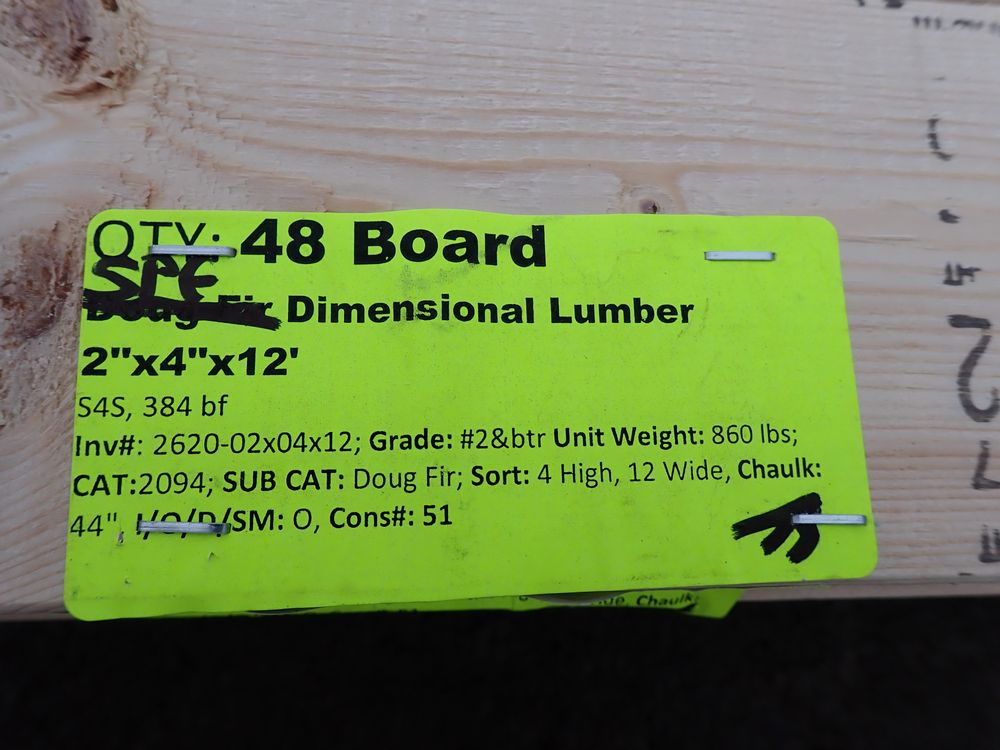 QTY: 48 Board
SPF
Doug Fir Dimensional Lumber
2"x4"x12'
S4S, 384 bf
Inv#: 2620-02x04x12; Grade: #2&btr Unit Weight: 860 lbs;
CAT:2094; SUB CAT: Doug Fir; Sort: 4 High, 12 Wide, Chaulk:
44", I/O/D/SM: O, Cons#: 51
Chaulk: